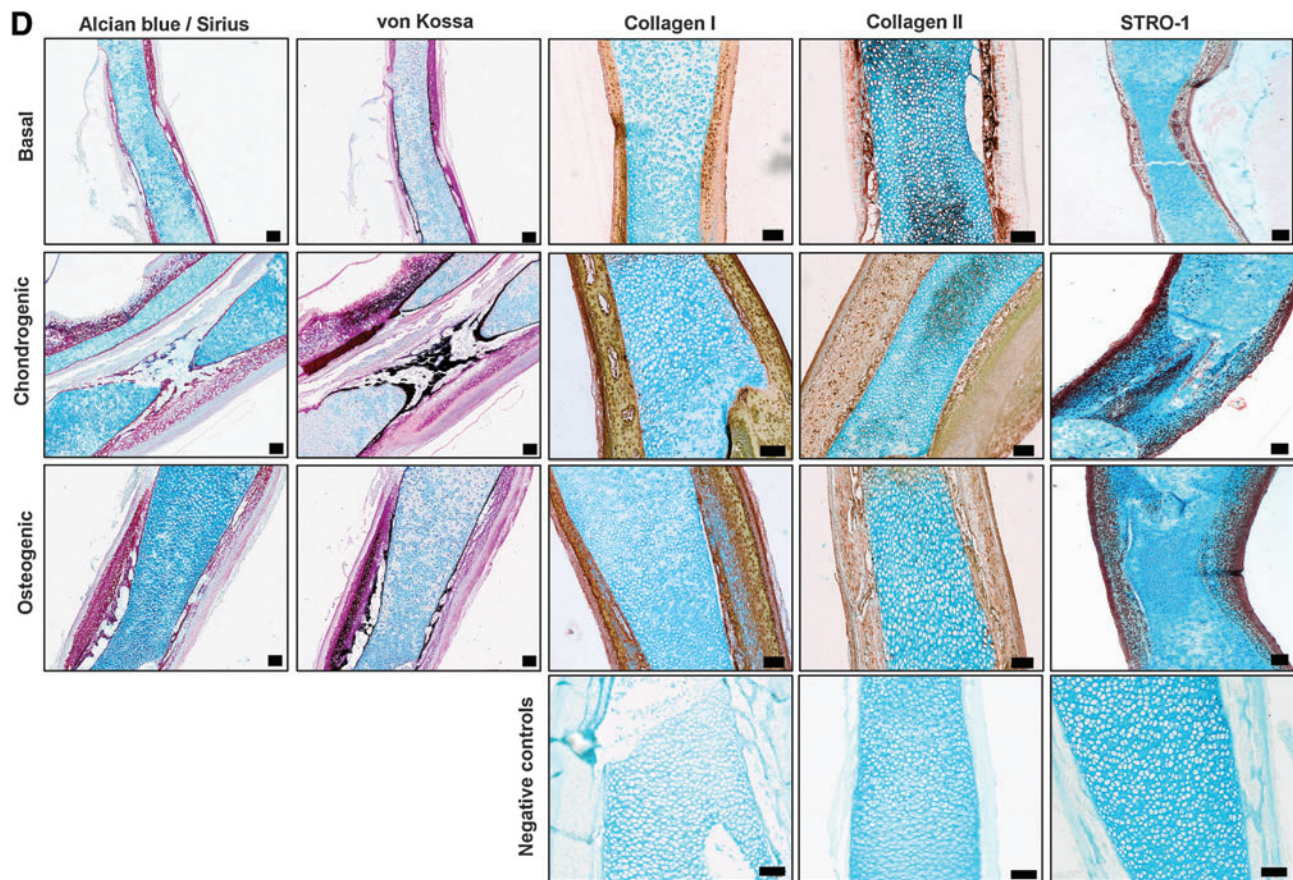 D
Alcian blue / Sirius
von Kossa
Collagen I
Collagen II
STRO-1
Basal
Chondrogenic
Osteogenic
Negative controls